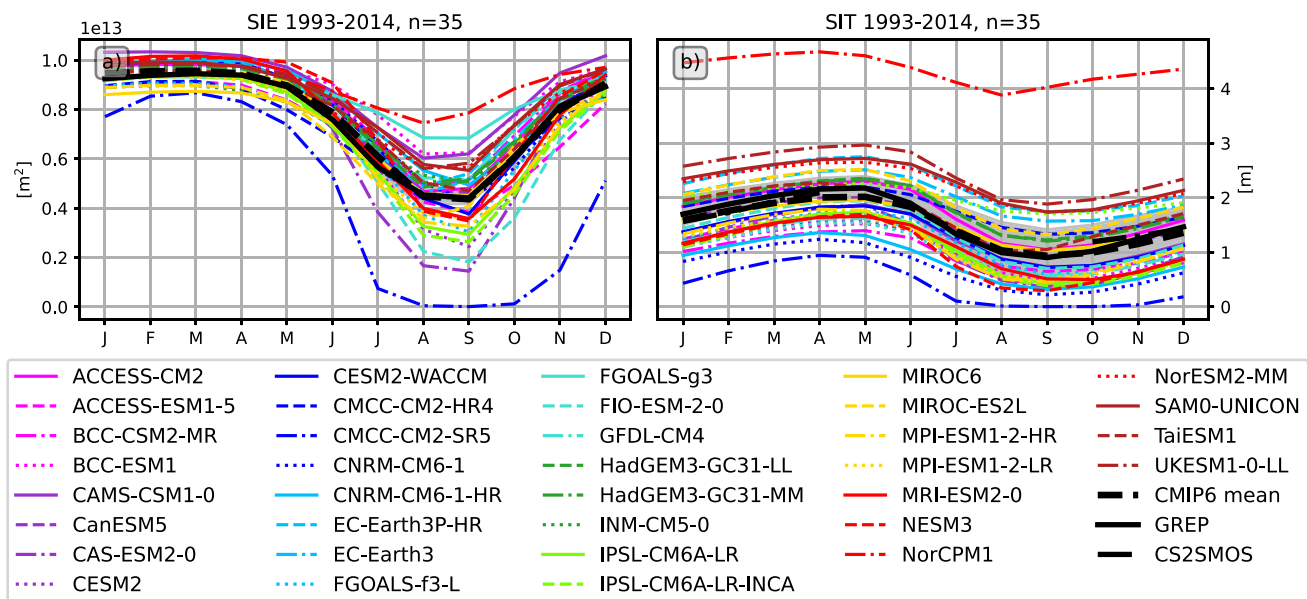 SIE 1993-2014, n=35
SIT 1993-2014, n=35
1e13
a)
b)
1.0
0.8
0.6
0.4
0.2
0.0
[m²]
4
3
2
1
0
[m]
J F M A M J J A S O N D
J F M A M J J A S O N D
ACCESS-CM2
ACCESS-ESM1-5
BCC-CSM2-MR
BCC-ESM1
CAMS-CSM1-0
CanESM5
CAS-ESM2-0
CESM2
CESM2-WACCM
CMCC-CM2-HR4
CMCC-CM2-SR5
CNRM-CM6-1
CNRM-CM6-1-HR
EC-Earth3P-HR
EC-Earth3
FGOALS-f3-L
FGOALS-g3
FIO-ESM-2-0
GFDL-CM4
HadGEM3-GC31-LL
HadGEM3-GC31-MM
INM-CM5-0
IPSL-CM6A-LR
IPSL-CM6A-LR-INCA
MIROC6
MIROC-ES2L
MPI-ESM1-2-HR
MPI-ESM1-2-LR
MRI-ESM2-0
NESM3
NorCPM1
NorESM2-MM
SAM0-UNICON
TaiESM1
UKESM1-0-LL
CMIP6 mean
GREP
CS2SMOS